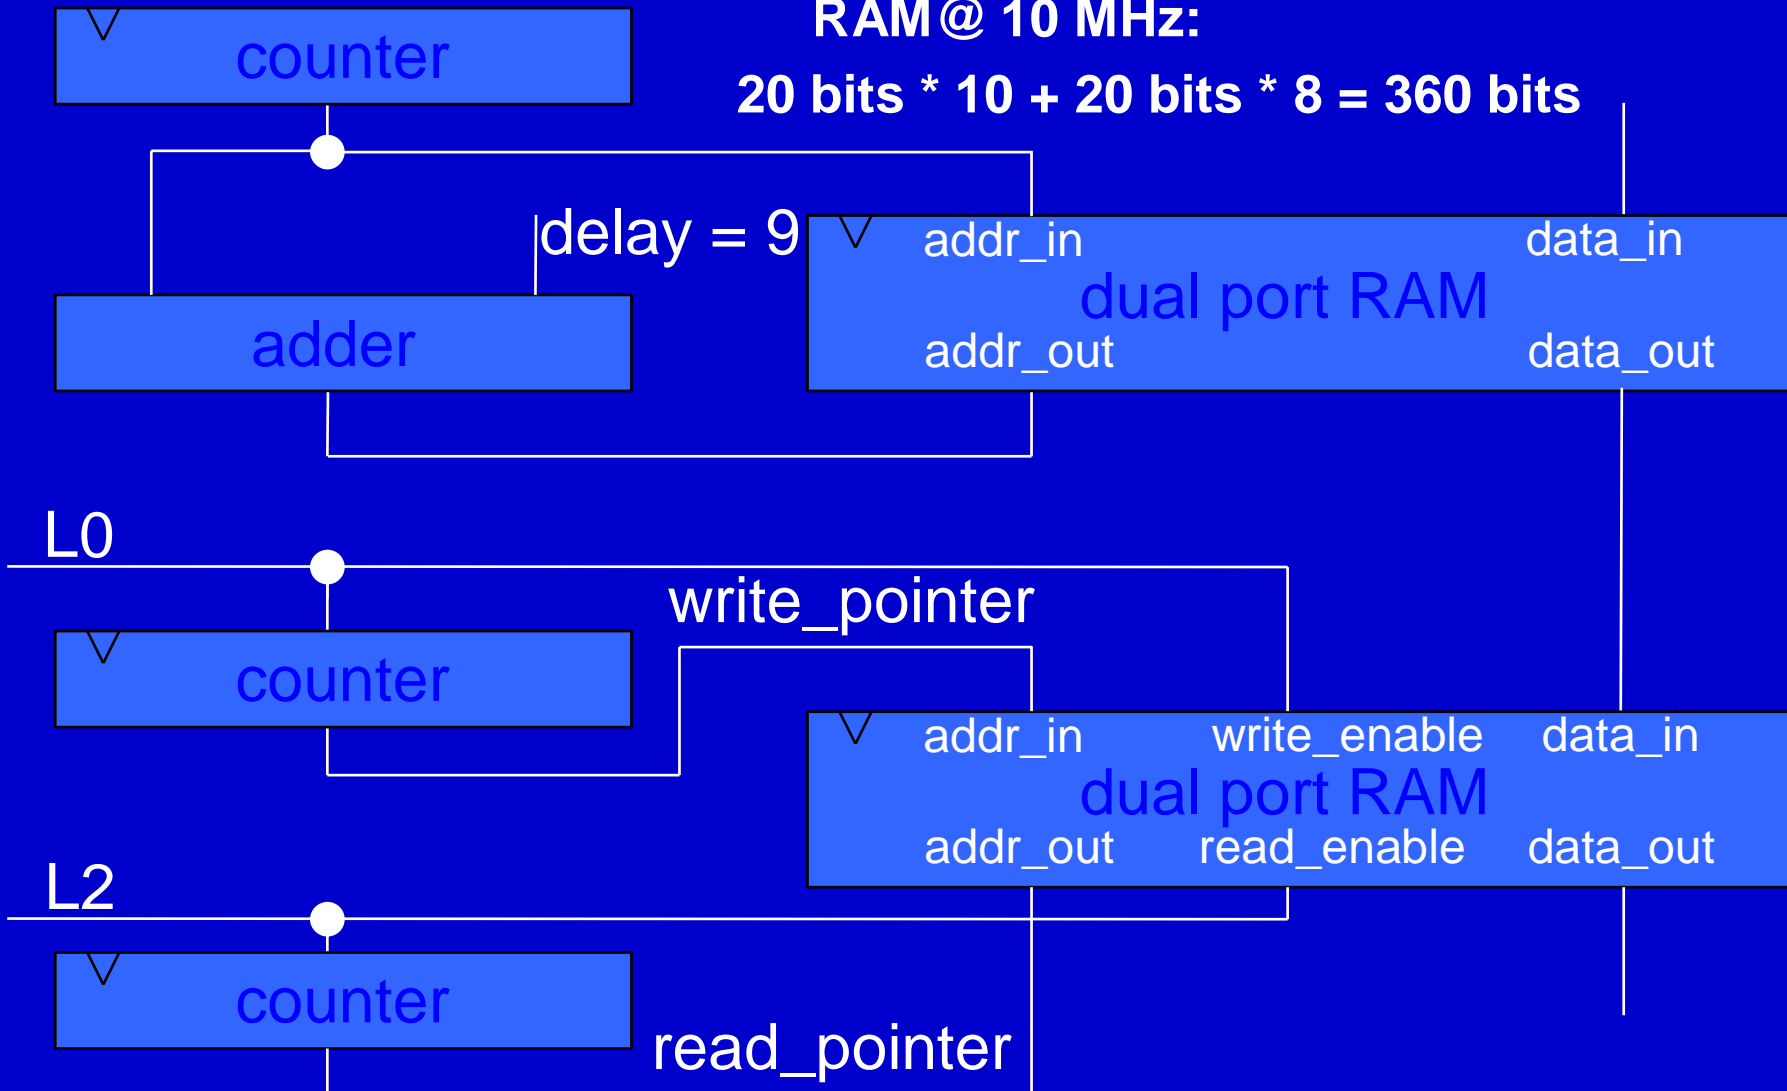 RAM @ 10 MHz:
counter
20 bits * 10 + 20 bits * 8 = 360 bits
delay = 9
addr_in
data_in
dual port RAM
adder
addr_out
data_out
L0
write_pointer
counter
addr_in
write_enable
data_in
dual port RAM
addr_out
read_enable
data_out
L2
counter
read_pointer